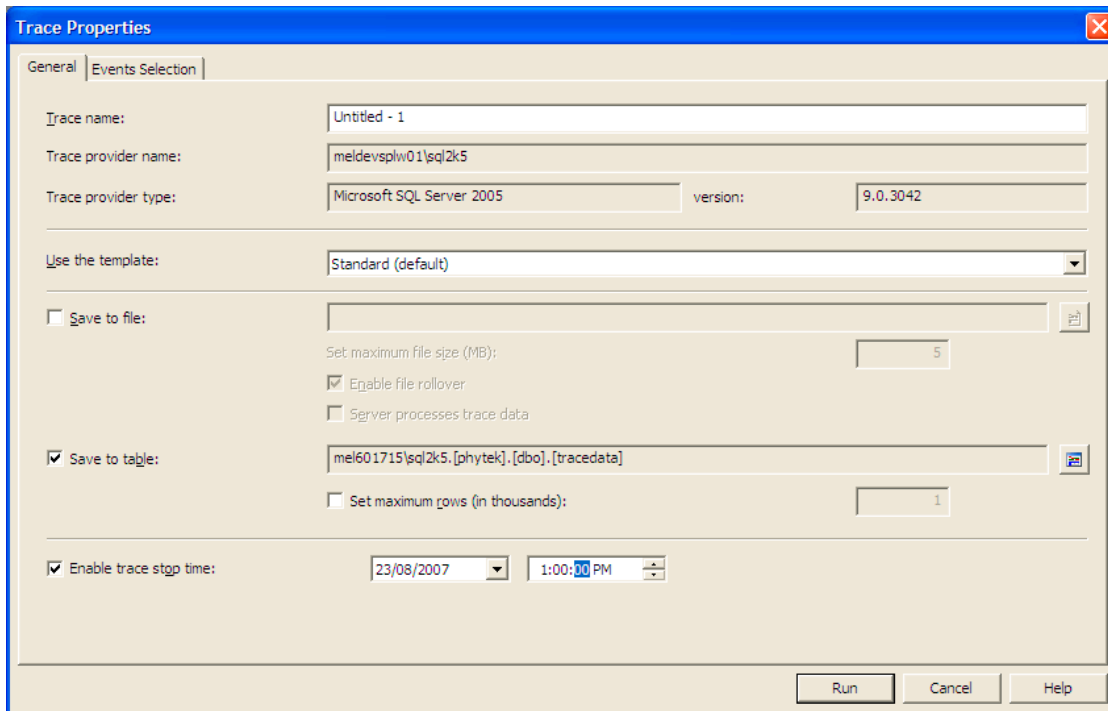 Trace Properties
General Events Selection
Trace name: Untitled - 1
Trace provider name: meldevsplw01\sql2k5
Trace provider type: Microsoft SQL Server 2005 version: 9.0.3042
Use the template: Standard (default)
Save to file:
Set maximum file size (MB): 5
Enable file rollover
Server processes trace data
Save to table: mel601715\sql2k5.[phytek].[dbo].[tracedata]
Set maximum rows (in thousands): 1
Enable trace stop time: 23/08/2007 1:00:00 PM
Run Cancel Help